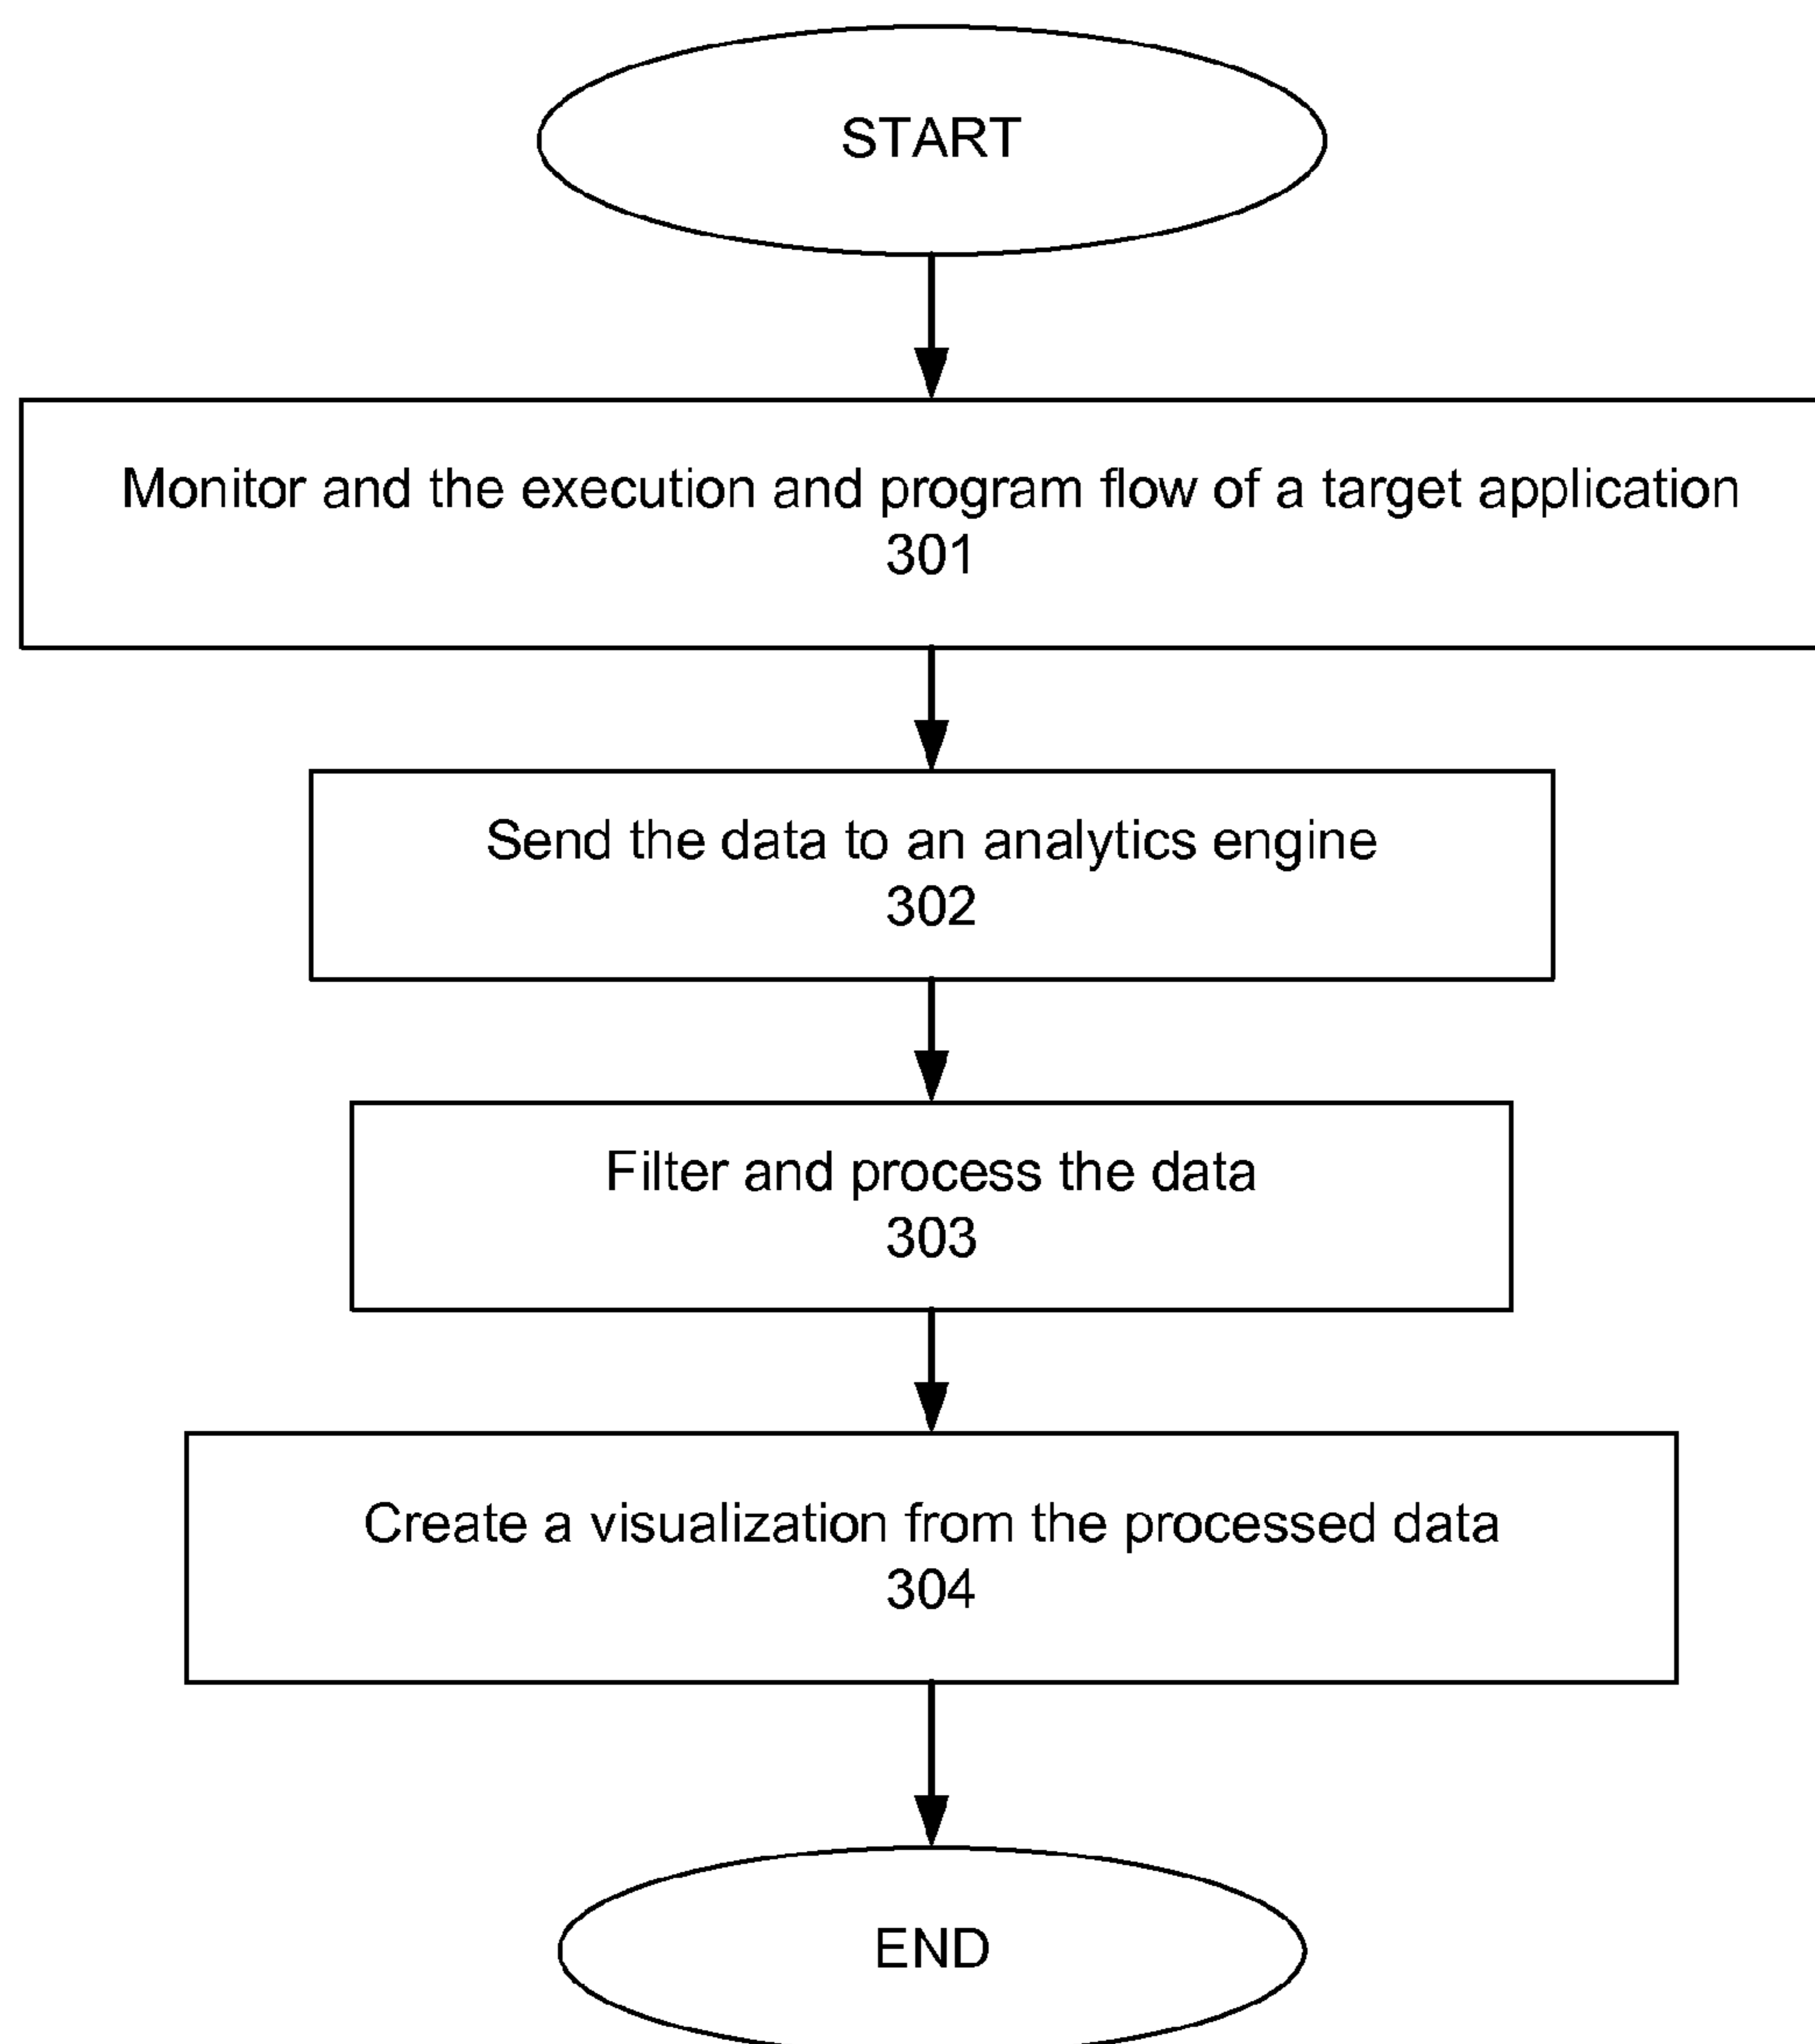 START
Monitor and the execution and program flow of a target application
301
Send the data to an analytics engine
302
Filter and process the data
303
Create a visualization from the processed data
304
END